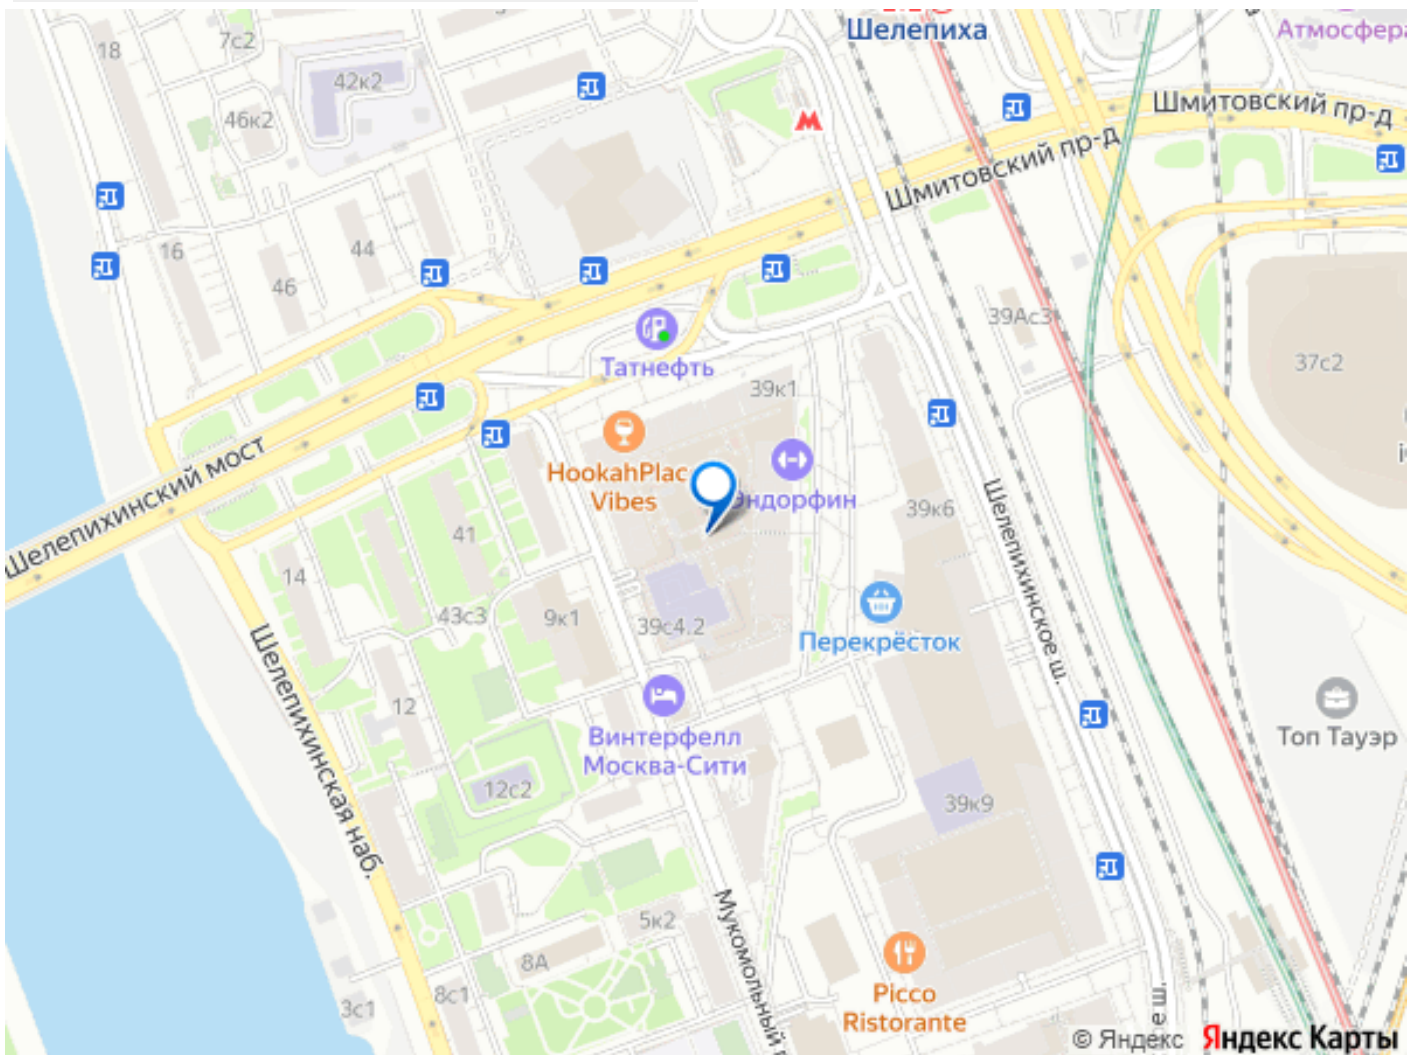 Шелепиха
Атмосфера
18
7с2
42к2
46к2
Шмитовский пр-д
Шмитовский пр-д
16
44
46
39Ас3
Татнефть
37с2
39к1
HookahPlac
Vibes
Эндорфин
Шелепихинский мост
39к6
Шелепихинское ш.
41
14
43с3
9к1
39с4.2
Перекрёсток
Шелепихинская наб.
12
Винтерфелл
Москва-Сити
Топ Тауэр
12с2
39к9
Мукомольный
5к2
8А
8с1
3с1
Picco
Ristorante
е ш.
© Яндекс Яндекс Карты